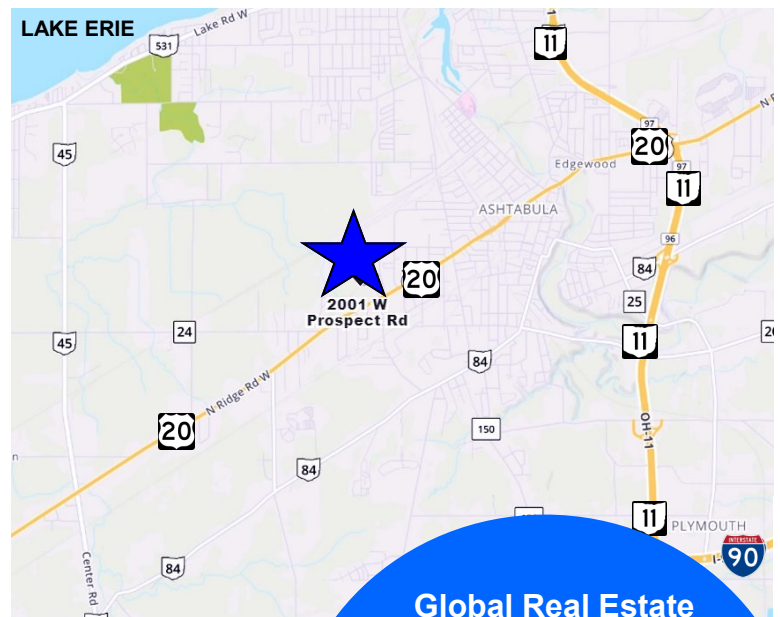 LAKE ERIE
Lake Rd W
531
11
97
20
N R
45
Edgewood
97
11
ASHTABULA
96
84
20
25
2001 W
Prospect Rd
24
11
45
84
N Ridge Rd W
20
150
OH-11
84
11
PLYMOUTH
INTERSTATE
90
Center Rd
84
Global Real Estate